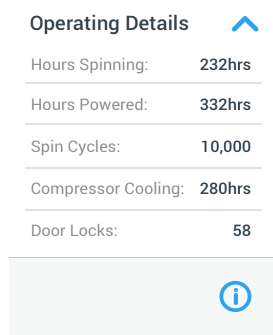 Operating Details
Hours Spinning: 232hrs
Hours Powered: 332hrs
Spin Cycles: 10,000
Compressor Cooling: 280hrs
Door Locks: 58